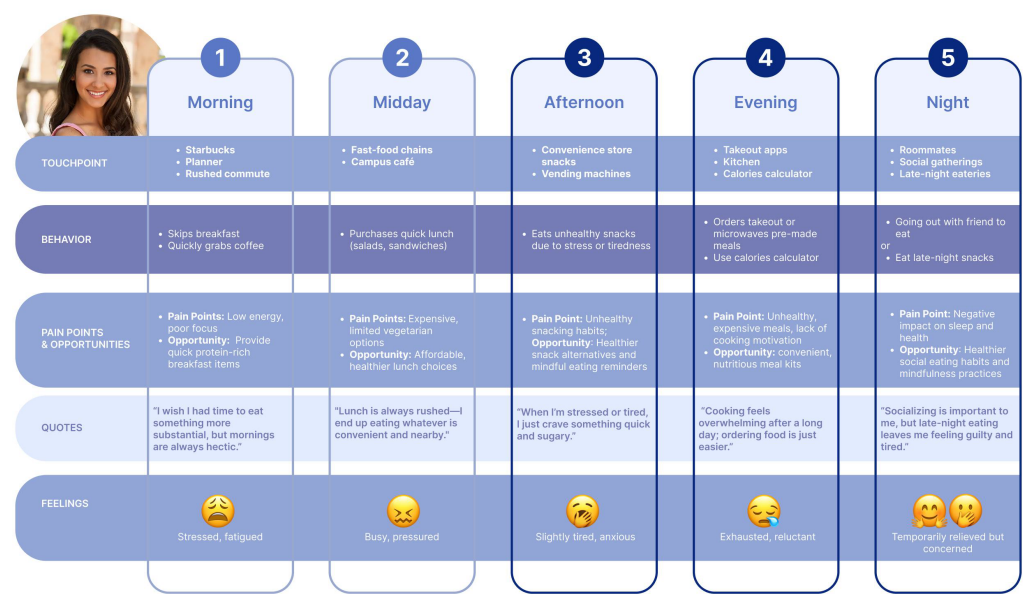 1
2
3
4
5
Morning
Midday
Afternoon
Evening
Night
TOUCHPOINT
• Starbucks
• Planner
• Rushed commute
• Fast-food chains
• Campus café
• Convenience store
snacks
• Vending machines
• Takeout apps
• Kitchen
• Calories calculator
• Roommates
• Social gatherings
• Late-night eateries
BEHAVIOR
• Skips breakfast
• Quickly grabs coffee
• Purchases quick lunch
(salads, sandwiches)
• Eats unhealthy snacks
due to stress or tiredness
• Orders takeout or
microwaves pre-made
meals
• Use calories calculator
• Going out with friend to
eat
or
• Eat late-night snacks
PAIN POINTS
& OPPORTUNITIES
• Pain Points: Low energy,
poor focus
• Opportunity: Provide
quick protein-rich
breakfast items
• Pain Points: Expensive,
limited vegetarian
options
• Opportunity: Affordable,
healthier lunch choices
• Pain Point: Unhealthy
snacking habits;
Opportunity: Healthier
snack alternatives and
mindful eating reminders
• Pain Point: Unhealthy,
expensive meals, lack of
cooking motivation
• Opportunity: convenient,
nutritious meal kits
• Pain Point: Negative
impact on sleep and
health
• Opportunity: Healthier
social eating habits and
mindfulness practices
QUOTES
“I wish I had time to eat
something more
substantial, but mornings
are always hectic.”
"Lunch is always rushed—I
end up eating whatever is
convenient and nearby."
“When I’m stressed or tired,
I just crave something quick
and sugary.”
“Cooking feels
overwhelming after a long
day; ordering food is just
easier.”
“Socializing is important to
me, but late-night eating
leaves me feeling guilty and
tired.”
FEELINGS
Stressed, fatigued
Busy, pressured
Slightly tired, anxious
Exhausted, reluctant
Temporarily relieved but
concerned